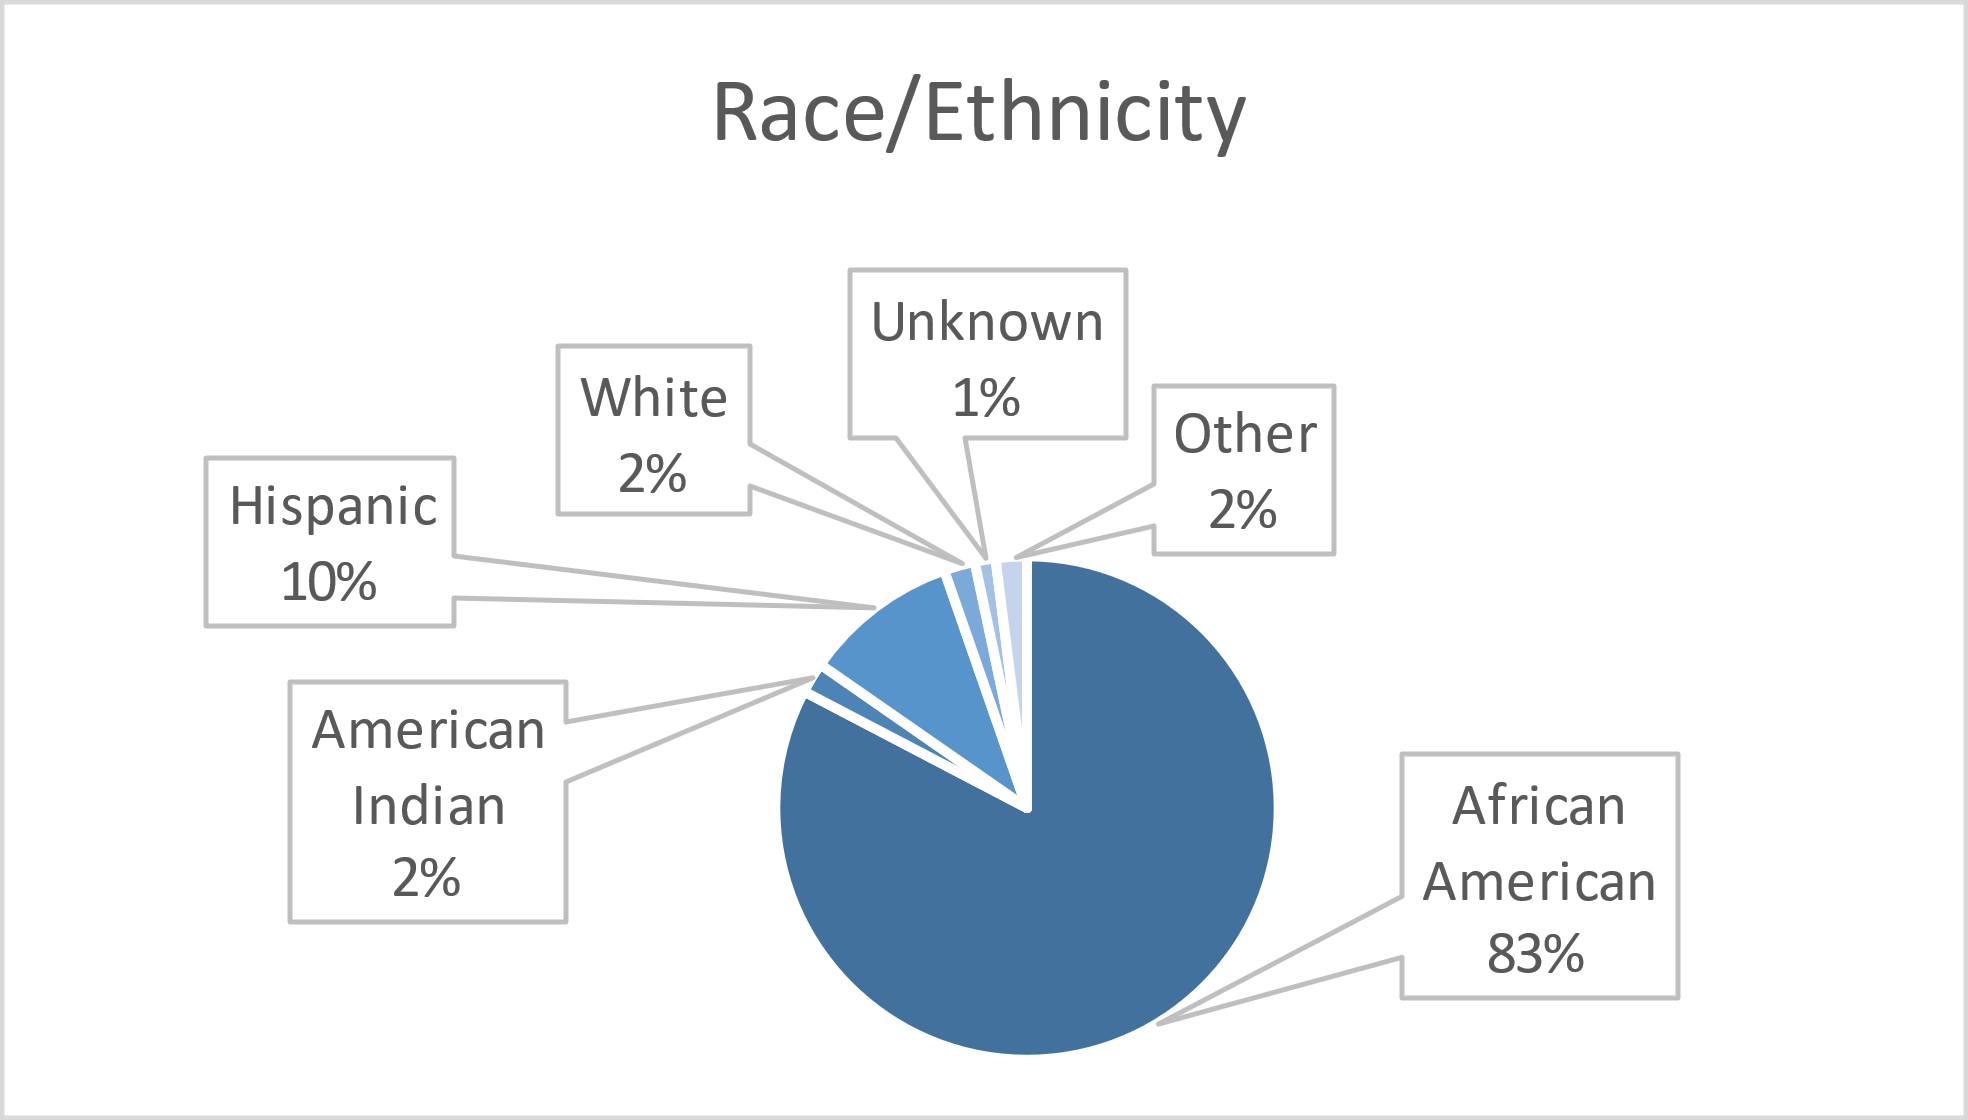 Race/Ethnicity
Unknown
1%
White
2%
Other
2%
Hispanic
10%
American
Indian
2%
African
American
83%